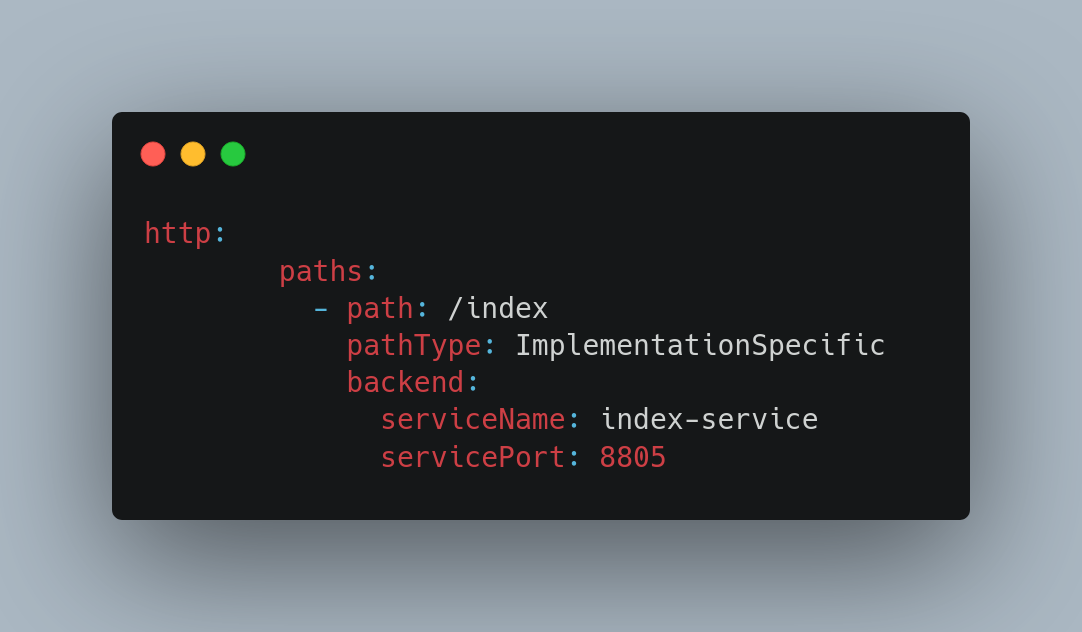 http:
        paths:
          - path: /index
            pathType: ImplementationSpecific
            backend:
              serviceName: index-service
              servicePort: 8805